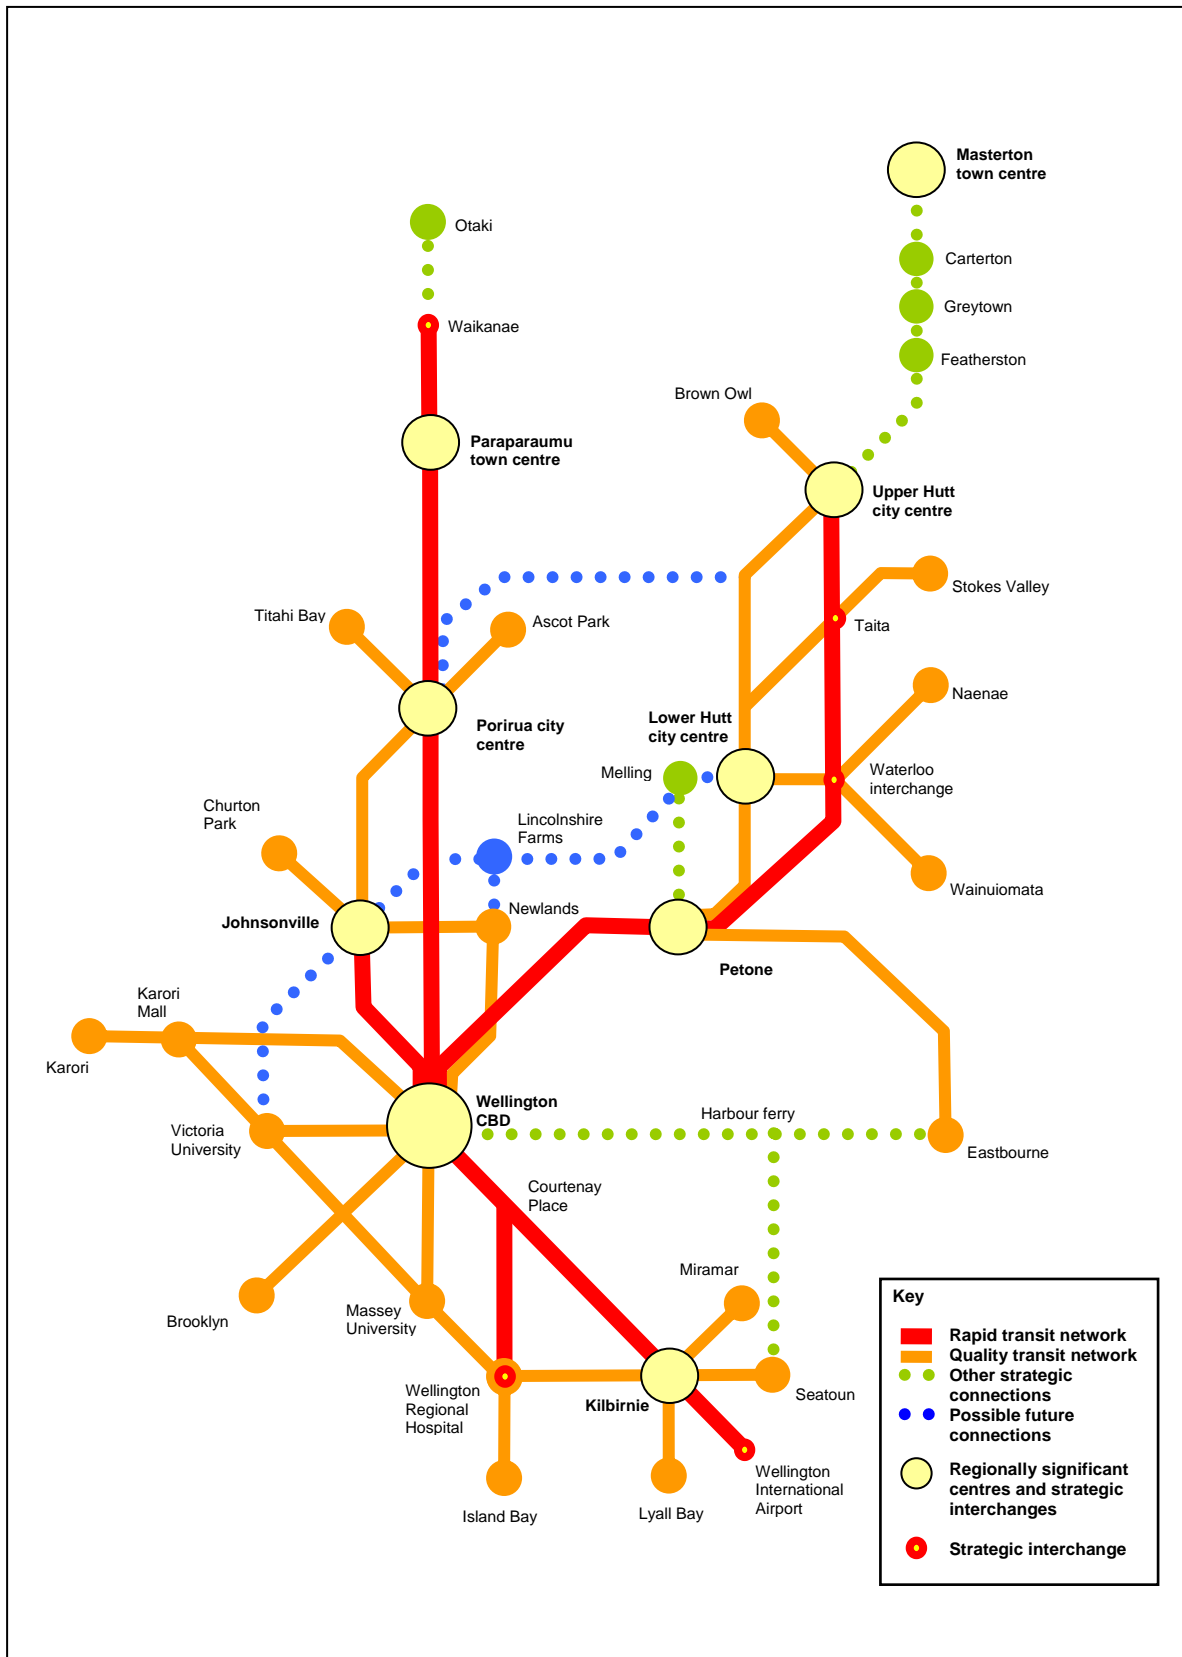 Masterton
town centre
Otaki
Carterton
Greytown
Waikanae
Featherston
Brown Owl
Paraparaumu
town centre
Upper Hutt
city centre
Stokes Valley
Titahi Bay
Ascot Park
Taita
Naenae
Lower Hutt
city centre
Porirua city
centre
Melling
Waterloo
interchange
Churton
Park
Lincolnshire
Farms
Wainuiomata
Newlands
Johnsonville
Petone
Karori
Mall
Karori
Wellington
CBD
Harbour ferry
Victoria
University
Eastbourne
Courtenay
Place
Miramar
Brooklyn
Massey
University
Wellington
Regional
Hospital
Kilbirnie
Seatoun
Island Bay
Lyall Bay
Wellington
International
Airport
Key
Rapid transit network
Quality transit network
Other strategic
connections
Possible future
connections
Regionally significant
centres and strategic
interchanges
Strategic interchange